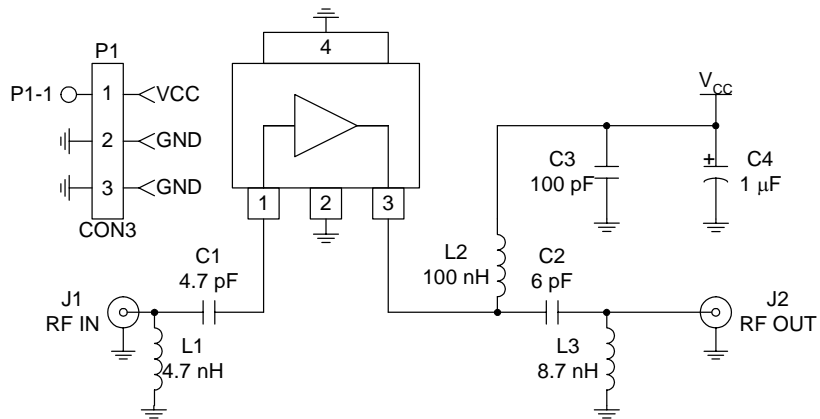 P1
P1-1
1
VCC
2
GND
3
GND
CON3
4
1
2
3
V_CC
C3
100 pF
C4
+
1 μF
L2
100 nH
C1
4.7 pF
C2
6 pF
J1
RF IN
L1
4.7 nH
L3
8.7 nH
J2
RF OUT